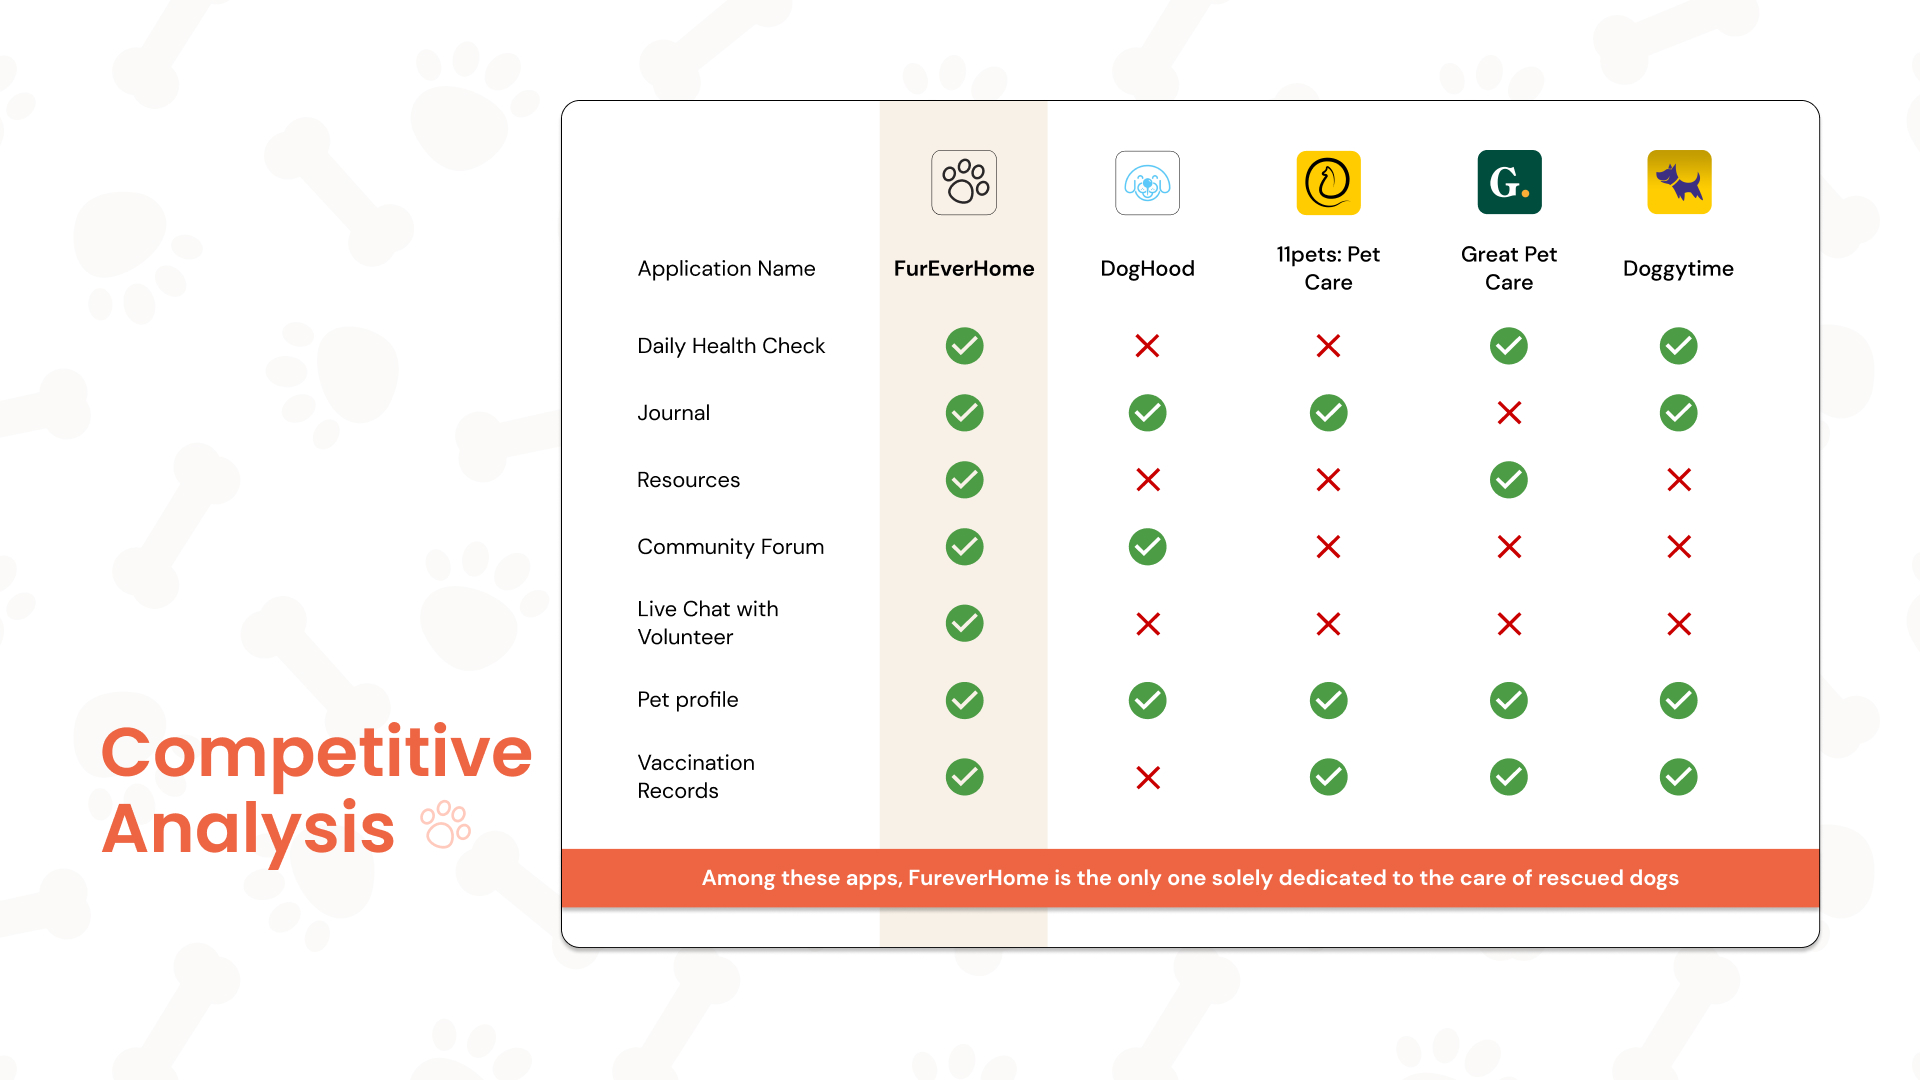 Competitive
Analysis
G.
Application Name
FurEverHome
DogHood
11pets: Pet
Care
Great Pet
Care
Doggytime
Daily Health Check
Journal
Resources
Community Forum
Live Chat with
Volunteer
Pet profile
Vaccination
Records
Among these apps, FureverHome is the only one solely dedicated to the care of rescued dogs